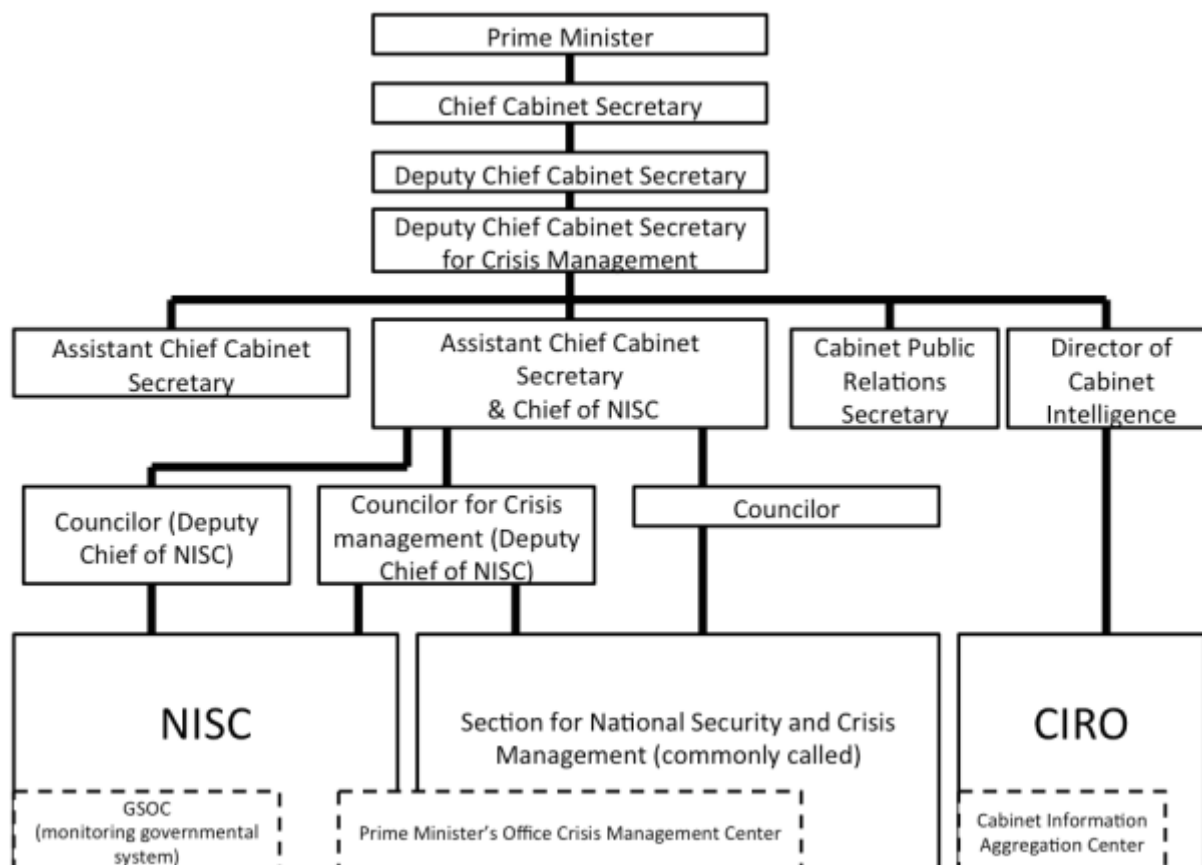 Prime Minister
Chief Cabinet Secretary
Deputy Chief Cabinet Secretary
Deputy Chief Cabinet Secretary
for Crisis Management
Assistant Chief Cabinet
Secretary
Assistant Chief Cabinet
Secretary
& Chief of NISC
Cabinet Public
Relations
Secretary
Director of
Cabinet
Intelligence
Councilor (Deputy
Chief of NISC)
Councilor for Crisis
management (Deputy
Chief of NISC)
Councilor
NISC
Section for National Security and Crisis
Management (commonly called)
CIRO
GSOC
(monitoring governmental
system)
Prime Minister's Office Crisis Management Center
Cabinet Information
Aggregation Center